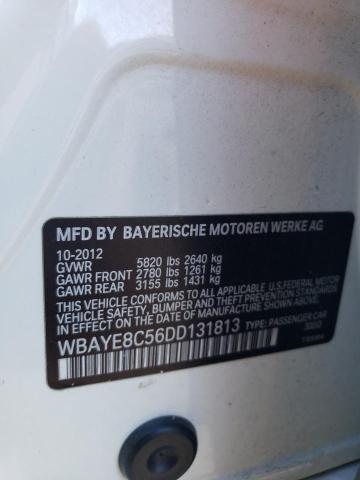 MFD BY BAYERISCHE MOTOREN WERKE AG
10-2012
GVWR 5820 lbs 2640 kg
GAWR FRONT 2780 lbs 1261 kg
GAWR REAR 3155 lbs 1431 kg
THIS VEHICLE CONFORMS TO ALL
APPLICABLE U.S. FEDERAL MOTOR
VEHICLE SAFETY, BUMPER, AND THEFT
PREVENTION STANDARDS IN EFFECT ON
THE DATE OF MANUFACTURE SHOWN ABOVE.
WBAYE8C56DD131813 TYPE: PASSENGER CAR